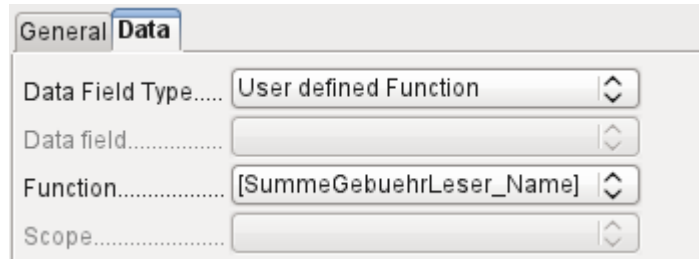 General Data
Data Field Type..... User defined Function
Data field...............
Function................. [SummeGebuehrLeser_Name]
Scope.....................